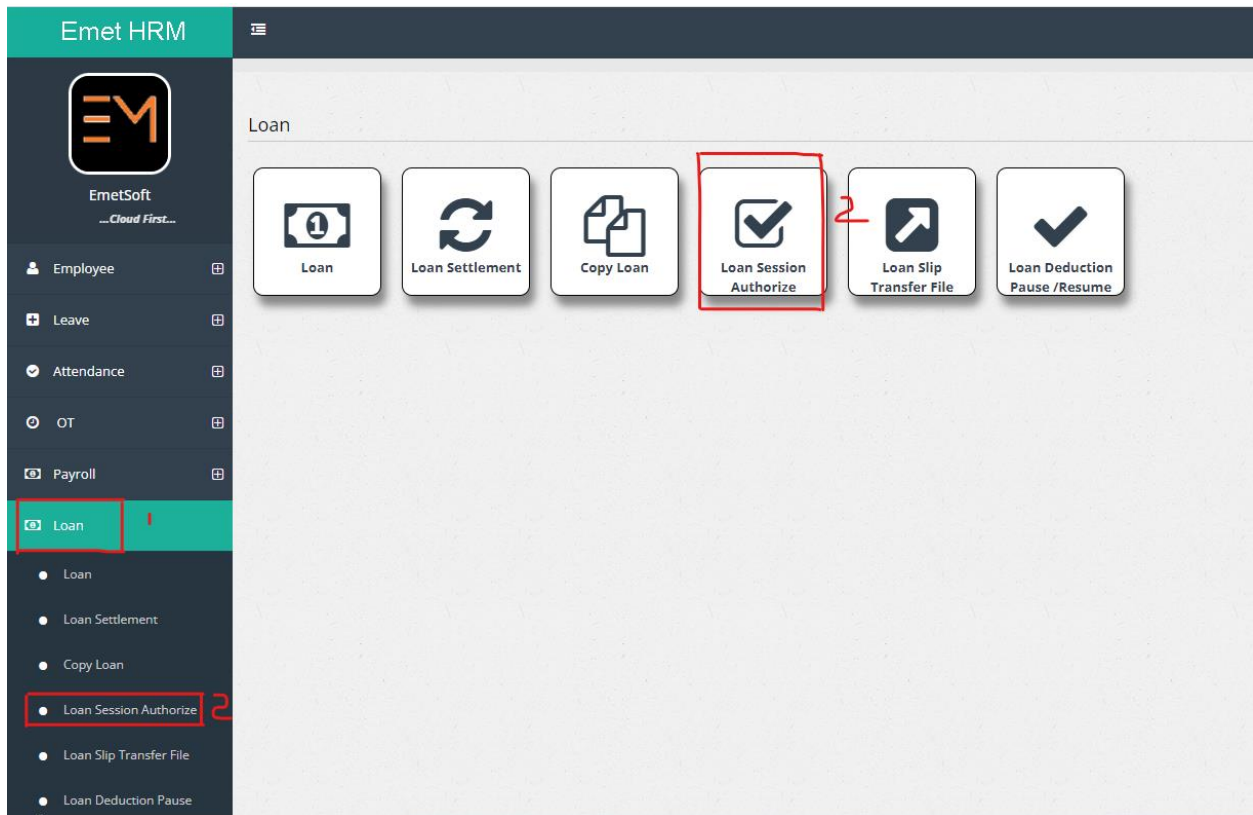 Emet HRM
EM
EmetSoft
...Cloud First...
Employee
Leave
Attendance
OT
Payroll
Loan
1
Loan
Loan Settlement
Copy Loan
Loan Session Authorize
2
Loan Slip Transfer File
Loan Deduction Pause
Loan
1
Loan
Loan Settlement
Copy Loan
Loan Session
Authorize
2
Loan Slip
Transfer File
Loan Deduction
Pause /Resume